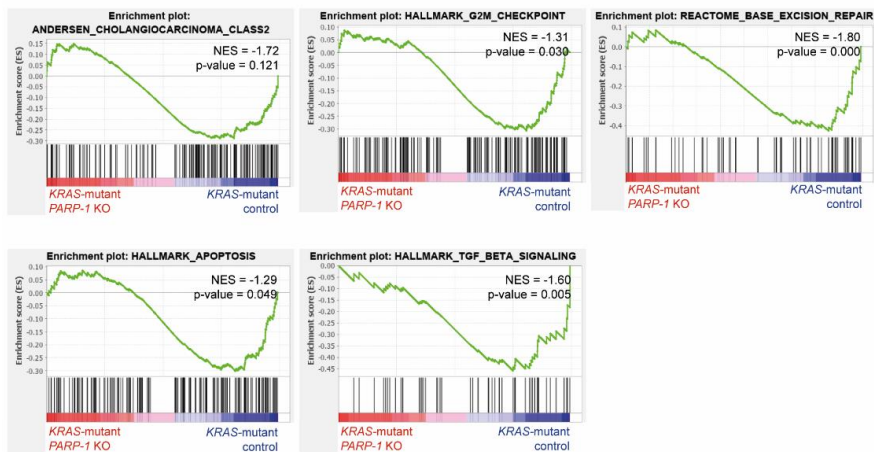 Enrichment plot:
ANDERSEN_CHOLANGIOCARCINOMA_CLASS2
NES = -1.72
p-value = 0.121
Enrichment score (ES)
0.15
0.10
0.05
0.00
-0.05
-0.10
-0.15
-0.20
-0.25
-0.30
KRAS-mutant
PARP-1 KO
KRAS-mutant
control
Enrichment plot: HALLMARK_G2M_CHECKPOINT
NES = -1.31
p-value = 0.030
Enrichment score (ES)
0.05
0.00
-0.05
-0.10
-0.15
-0.20
-0.25
-0.30
KRAS-mutant
PARP-1 KO
KRAS-mutant
control
Enrichment plot: REACTOME_BASE_EXCISION_REPAIR
NES = -1.80
p-value = 0.000
Enrichment score (ES)
0.1
0.0
-0.1
-0.2
-0.3
-0.4
KRAS-mutant
PARP-1 KO
KRAS-mutant
control
Enrichment plot: HALLMARK_APOPTOSIS
NES = -1.29
p-value = 0.049
Enrichment score (ES)
0.10
0.05
0.00
-0.05
-0.10
-0.15
-0.20
-0.25
-0.30
KRAS-mutant
PARP-1 KO
KRAS-mutant
control
Enrichment plot: HALLMARK_TGF_BETA_SIGNALING
NES = -1.60
p-value = 0.005
Enrichment score (ES)
0.00
-0.05
-0.10
-0.15
-0.20
-0.25
-0.30
-0.35
-0.40
-0.45
KRAS-mutant
PARP-1 KO
KRAS-mutant
control